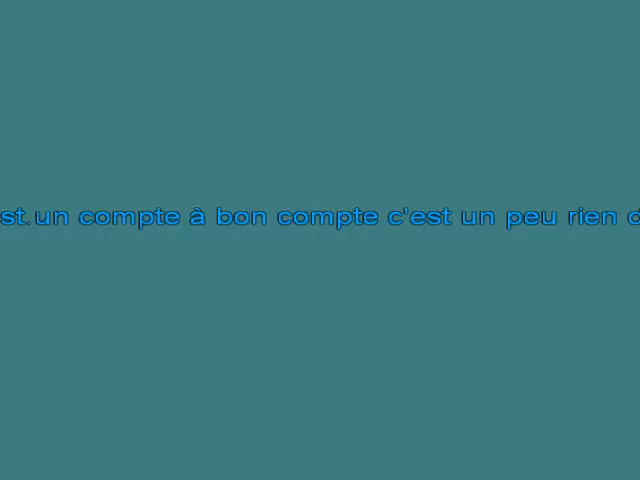 st.un compte à bon compte c'est un peu rien d